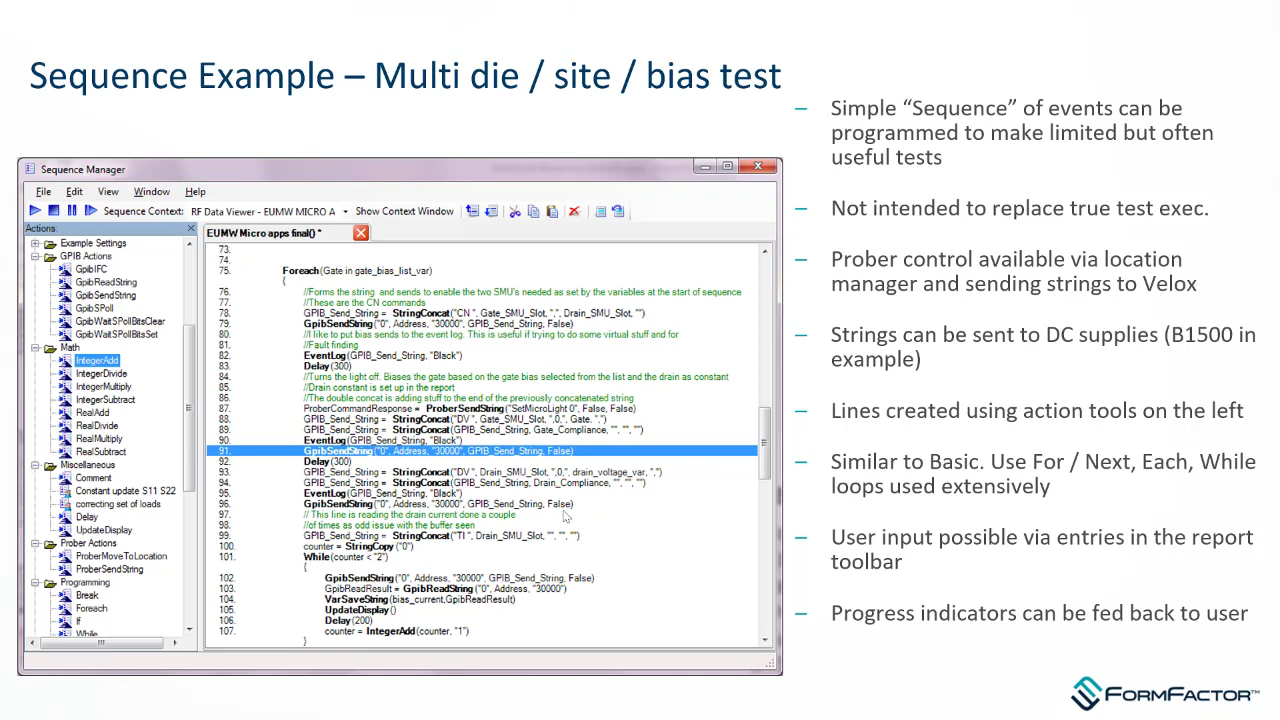 Sequence Example – Multi die / site / bias test
Sequence Manager
File Edit View Window Help
Sequence Context: RF Data Viewer - EUMW MICRO A Show Context Window
Actions:
Example Settings
GPIB Actions
GpibIFC
GpibReadString
GpibSendString
GpibSPoll
GpibWaitSPollBitsClear
GpibWaitSPollBitsSet
Math
IntegerAdd
IntegerDivide
IntegerMultiply
IntegerSubtract
RealAdd
RealDivide
RealMultiply
RealSubtract
Miscellaneous
Comment
Constant update S11 S22
correcting set of loads
Delay
UpdateDisplay
Prober Actions
ProberMoveToLocation
ProberSendString
Programming
Break
Foreach
If
While
EUMW Micro apps final() *
73.
74.
75. Foreach(Gate in gate_bias_list_var)
{
76. //Forms the string and sends to enable the two SMU's needed as set by the variables at the start of sequence
77. //These are the CN commands
78. GPIB_Send_String = StringConcat("CN ", Gate_SMU_Slot, ",", Drain_SMU_Slot, "")
79. GpibSendString("0", Address, "30000", GPIB_Send_String, False)
80. //I like to put bias sends to the event log. This is useful if trying to do some virtual stuff and for
81. //Fault finding
82. EventLog(GPIB_Send_String, "Black")
83. Delay(300)
84. //Turns the light off. Biases the gate based on the gate bias selected from the list and the drain as constant
85. //Drain constant is set up in the report
86. //The double concat is adding stuff to the end of the previously concatenated string
87. ProberCommandResponse = ProberSendString("SetMicroLight 0", False, False)
88. GPIB_Send_String = StringConcat("DV ", Gate_SMU_Slot, ",0,", Gate, ",")
89. GPIB_Send_String = StringConcat(GPIB_Send_String, Gate_Compliance, "", "", "")
90. EventLog(GPIB_Send_String, "Black")
91. GpibSendString("0", Address, "30000", GPIB_Send_String, False)
92. Delay(300)
93. GPIB_Send_String = StringConcat("DV ", Drain_SMU_Slot, ",0,", drain_voltage_var, ",")
94. GPIB_Send_String = StringConcat(GPIB_Send_String, Drain_Compliance, "", "", "")
95. EventLog(GPIB_Send_String, "Black")
96. GpibSendString("0", Address, "30000", GPIB_Send_String, False)
97. // This line is reading the drain current done a couple
98. //of times as odd issue with the buffer seen
99. GPIB_Send_String = StringConcat("TI ", Drain_SMU_Slot, "", "", "")
100. counter = StringCopy("0")
101. While(counter < "2")
{
102. GpibSendString("0", Address, "30000", GPIB_Send_String, False)
103. GpibReadResult = GpibReadString("0", Address, "30000")
104. VarSaveString(bias_current,GpibReadResult)
105. UpdateDisplay()
106. Delay(200)
107. counter = IntegerAdd(counter, "1")
}
– Simple “Sequence” of events can be
programmed to make limited but often
useful tests
– Not intended to replace true test exec.
– Prober control available via location
manager and sending strings to Velox
– Strings can be sent to DC supplies (B1500 in
example)
– Lines created using action tools on the left
– Similar to Basic. Use For / Next, Each, While
loops used extensively
– User input possible via entries in the report
toolbar
– Progress indicators can be fed back to user
FORMFACTOR™